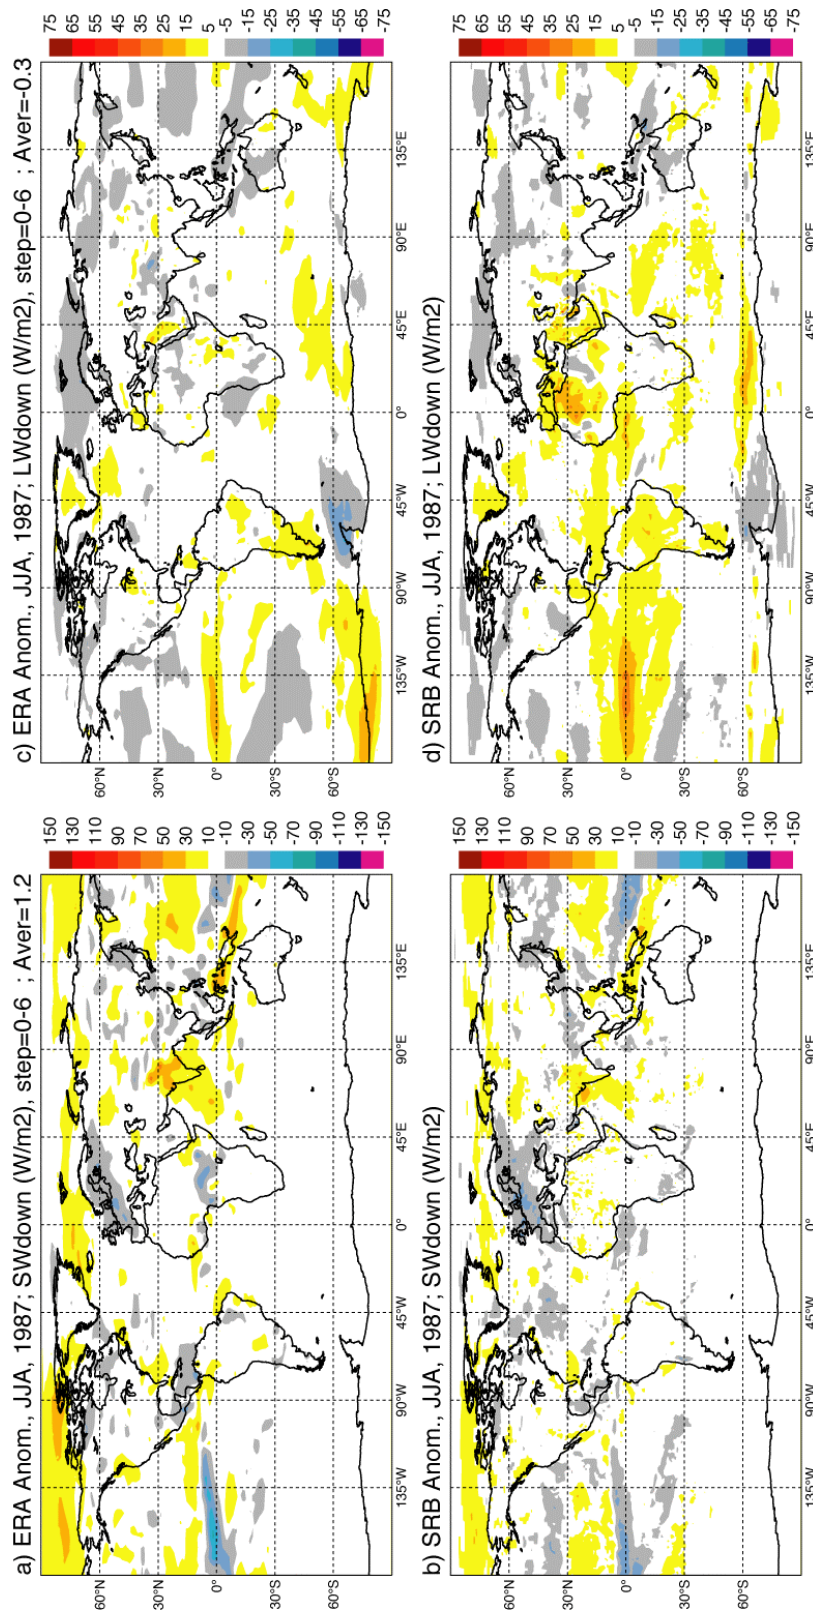 a) ERA Anom., JJA, 1987; SWdown (W/m2), step=0-6 ; Aver=1.2
60°N
30°N
0°
30°S
60°S
135°W 90°W 45°W 0° 45°E 90°E 135°E
150
130
110
90
70
50
30
10
-10
-30
-50
-70
-90
-110
-130
-150
c) ERA Anom., JJA, 1987; LWdown (W/m2), step=0-6 ; Aver=-0.3
60°N
30°N
0°
30°S
60°S
135°W 90°W 45°W 0° 45°E 90°E 135°E
75
65
55
45
35
25
15
5
-5
-15
-25
-35
-45
-55
-65
-75
b) SRB Anom., JJA, 1987; SWdown (W/m2)
60°N
30°N
0°
30°S
60°S
135°W 90°W 45°W 0° 45°E 90°E 135°E
150
130
110
90
70
50
30
10
-10
-30
-50
-70
-90
-110
-130
-150
d) SRB Anom., JJA, 1987; LWdown (W/m2)
60°N
30°N
0°
30°S
60°S
135°W 90°W 45°W 0° 45°E 90°E 135°E
75
65
55
45
35
25
15
5
-5
-15
-25
-35
-45
-55
-65
-75